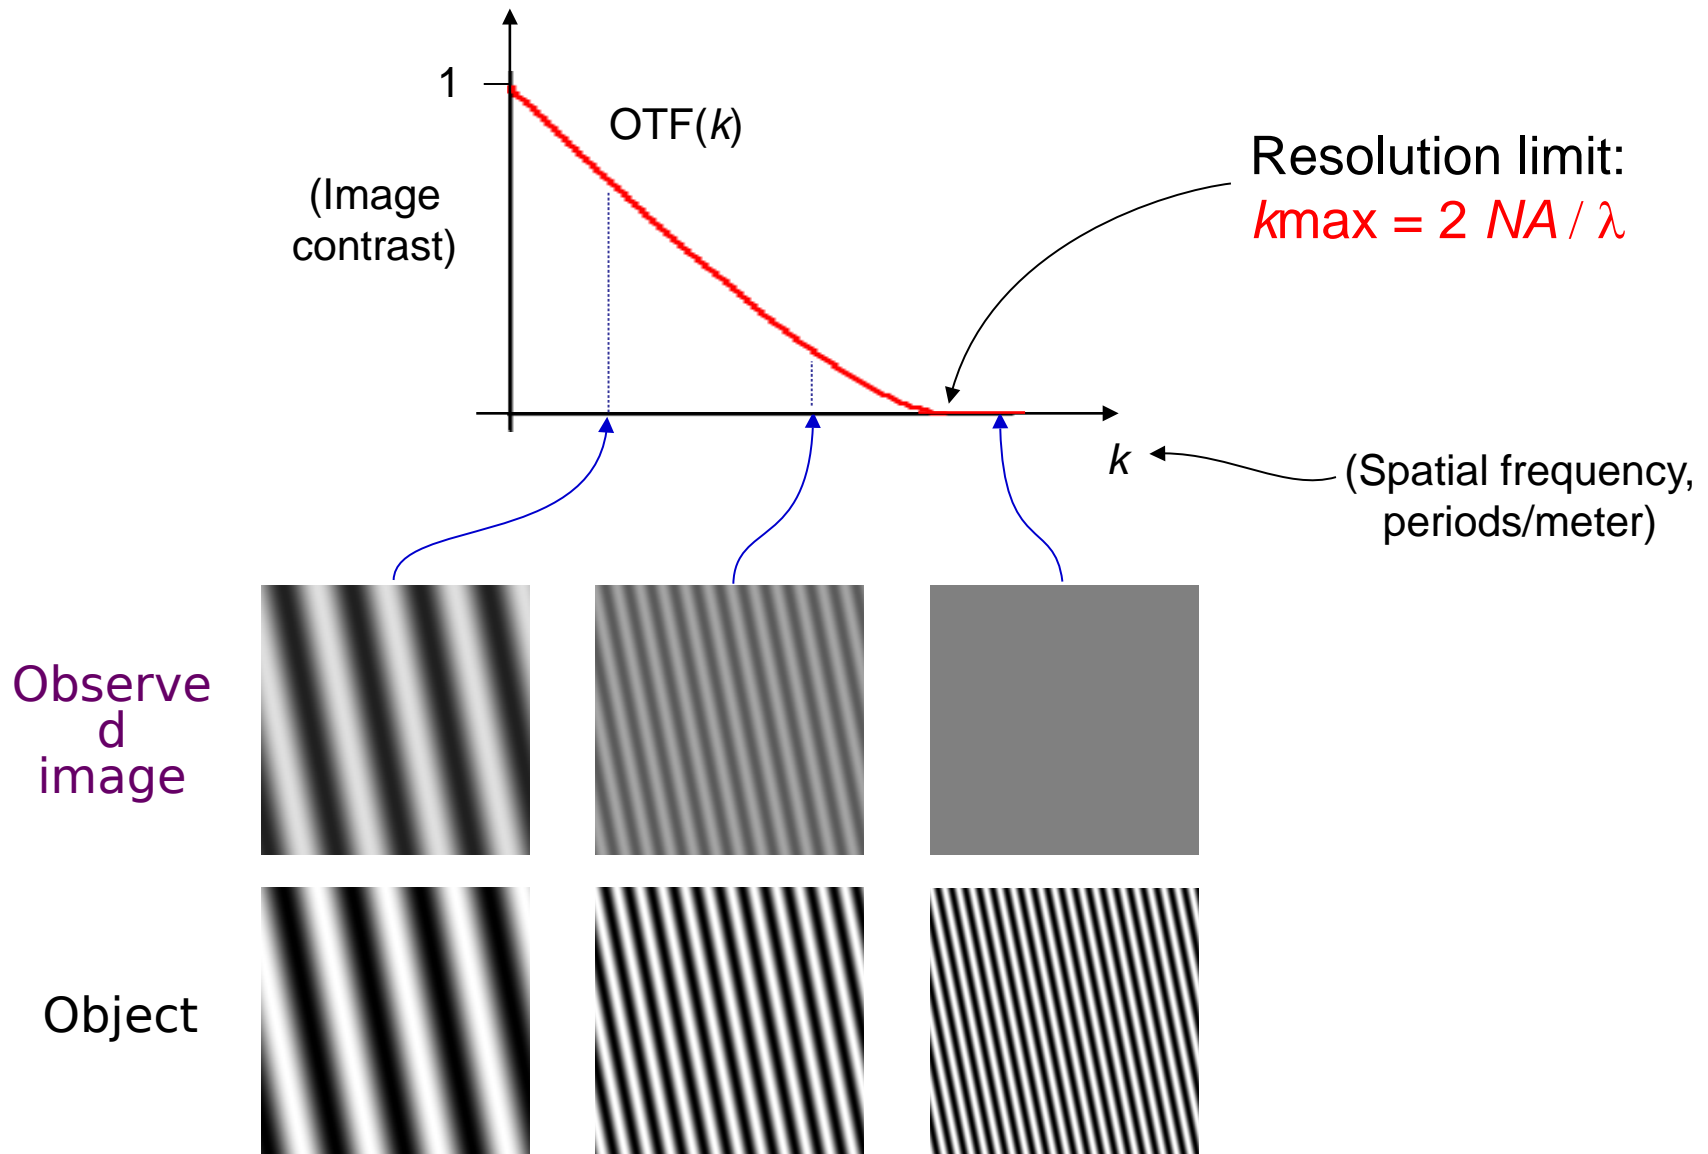 1
OTF(k)
(Image
contrast)
Resolution limit:
kmax = 2 NA / λ
k
(Spatial frequency,
periods/meter)
Observe
d
image
Object